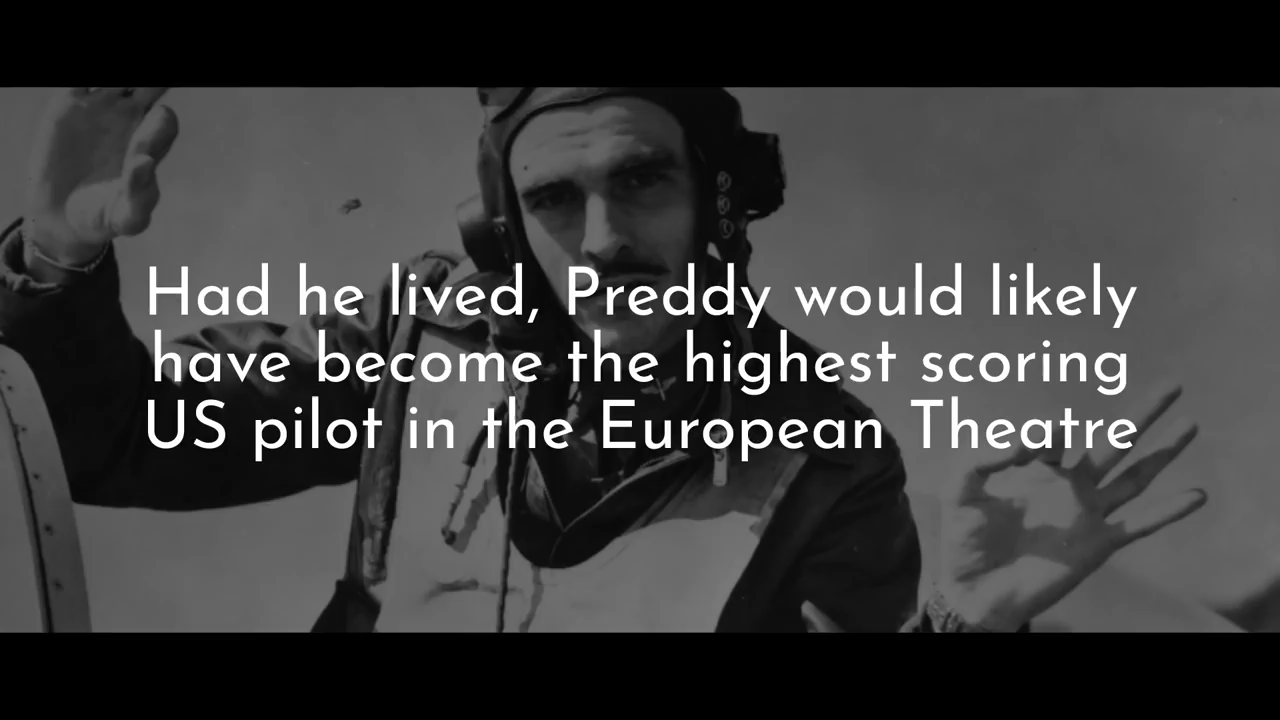 Had he lived, Preddy would likely
have become the highest scoring
US pilot in the European Theatre